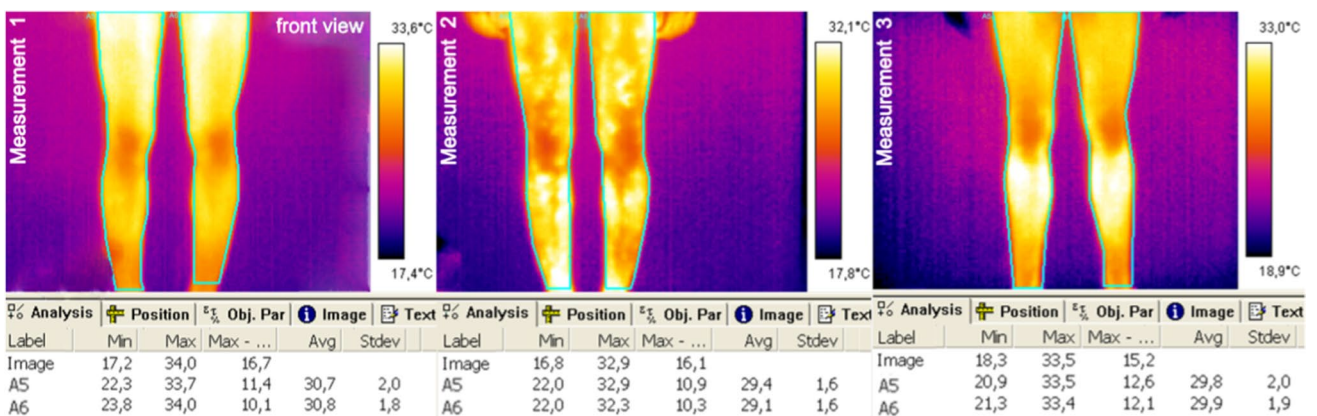 Measurement 1
front view
33,6°C
17,4°C
Analysis Position Obj. Par Image Text
Label Min Max Max - ... Avg Stdev
Image 17,2 34,0 16,7
A5 22,3 33,7 11,4 30,7 2,0
A6 23,8 34,0 10,1 30,8 1,8
Measurement 2
32,1°C
17,8°C
Analysis Position Obj. Par Image Text
Label Min Max Max - ... Avg Stdev
Image 16,8 32,9 16,1
A5 22,0 32,9 10,9 29,4 1,6
A6 22,0 32,3 10,3 29,1 1,6
Measurement 3
33,0°C
18,9°C
Analysis Position Obj. Par Image Text
Label Min Max Max - ... Avg Stdev
Image 18,3 33,5 15,2
A5 20,9 33,5 12,6 29,8 2,0
A6 21,3 33,4 12,1 29,9 1,9